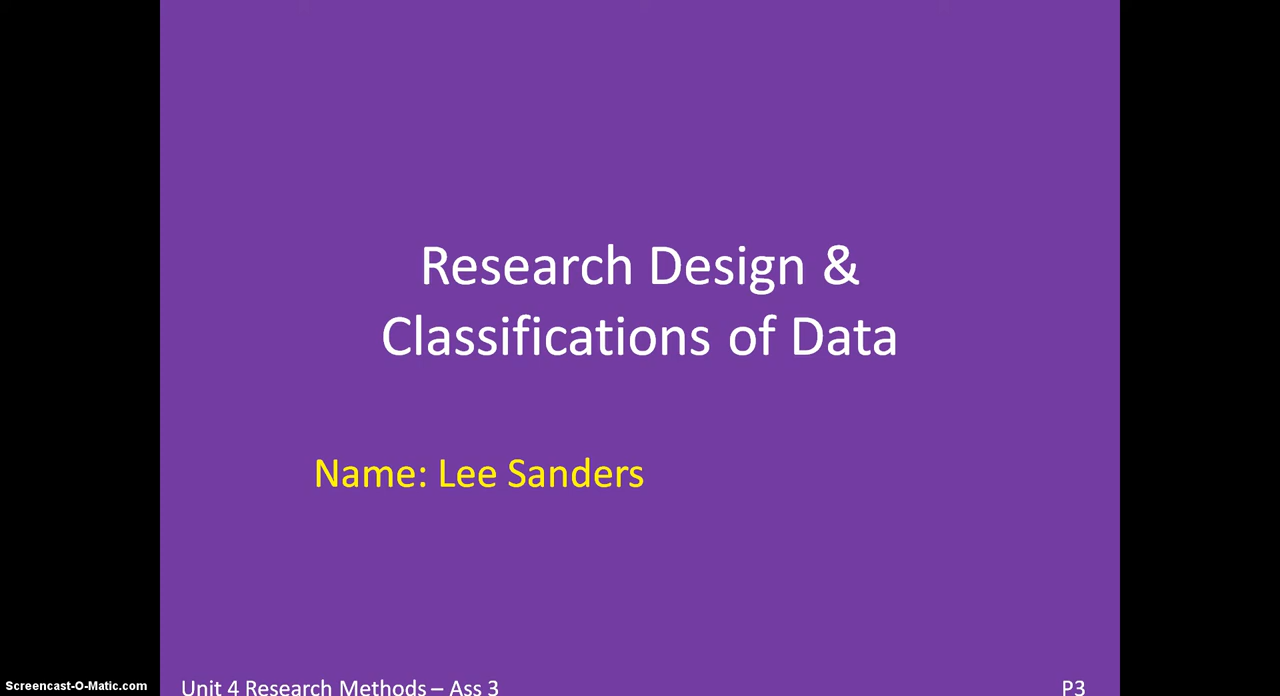 Research Design &
Classifications of Data
Name: Lee Sanders
Screencast-O-Matic.com
Unit 4 Research Methods – Ass 3
P3